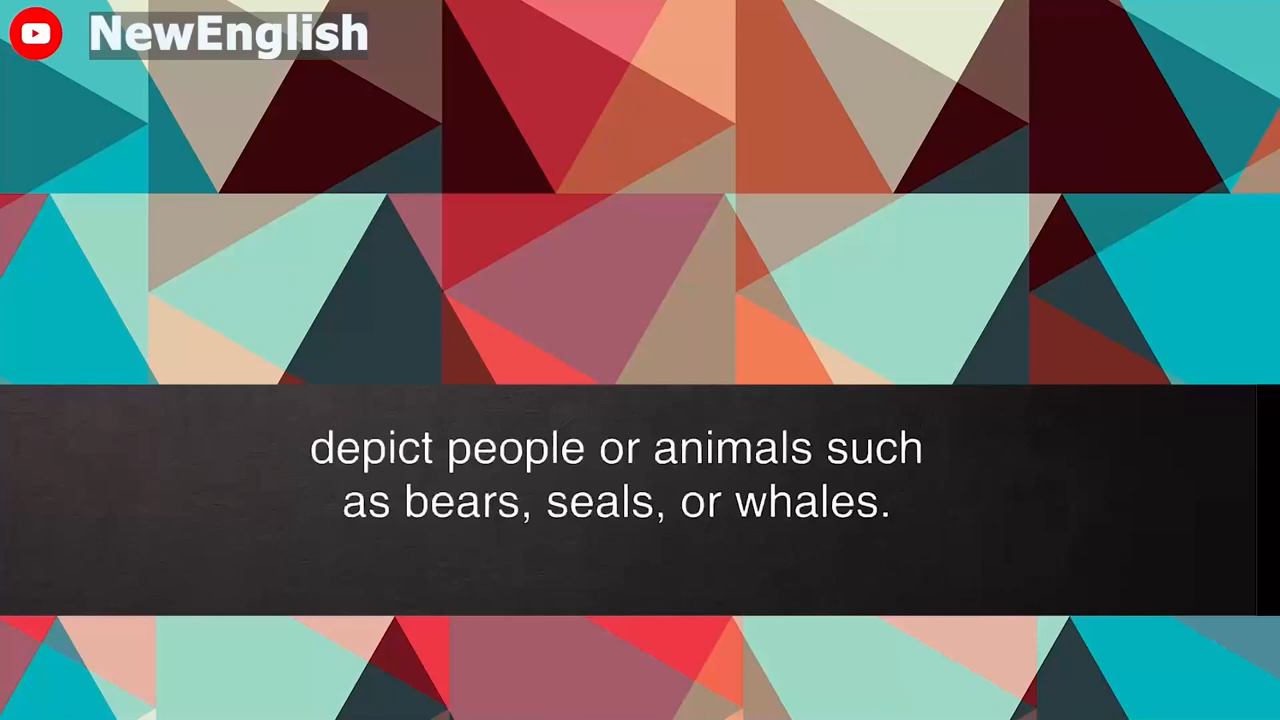 NewEnglish
depict people or animals such
as bears, seals, or whales.